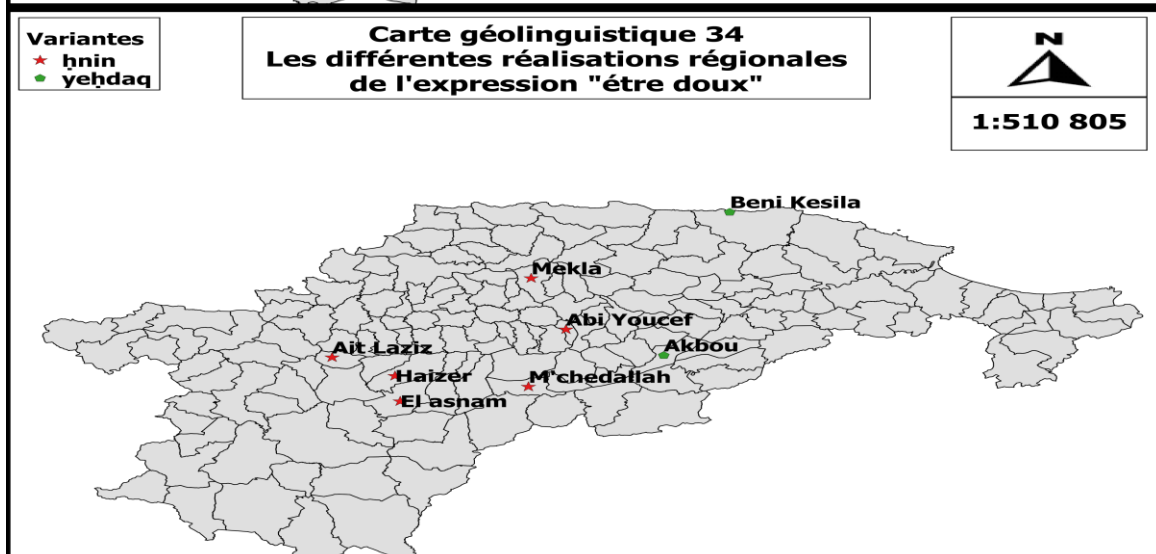 Variantes
ḥnin
yeḥdaq
Carte géolinguistique 34
Les différentes réalisations régionales
de l'expression "étre doux"
N
1:510 805
Beni Kesila
Mekla
Abi Youcef
Ait Laziz
Akbou
Haizer
M'chedallah
El asnam